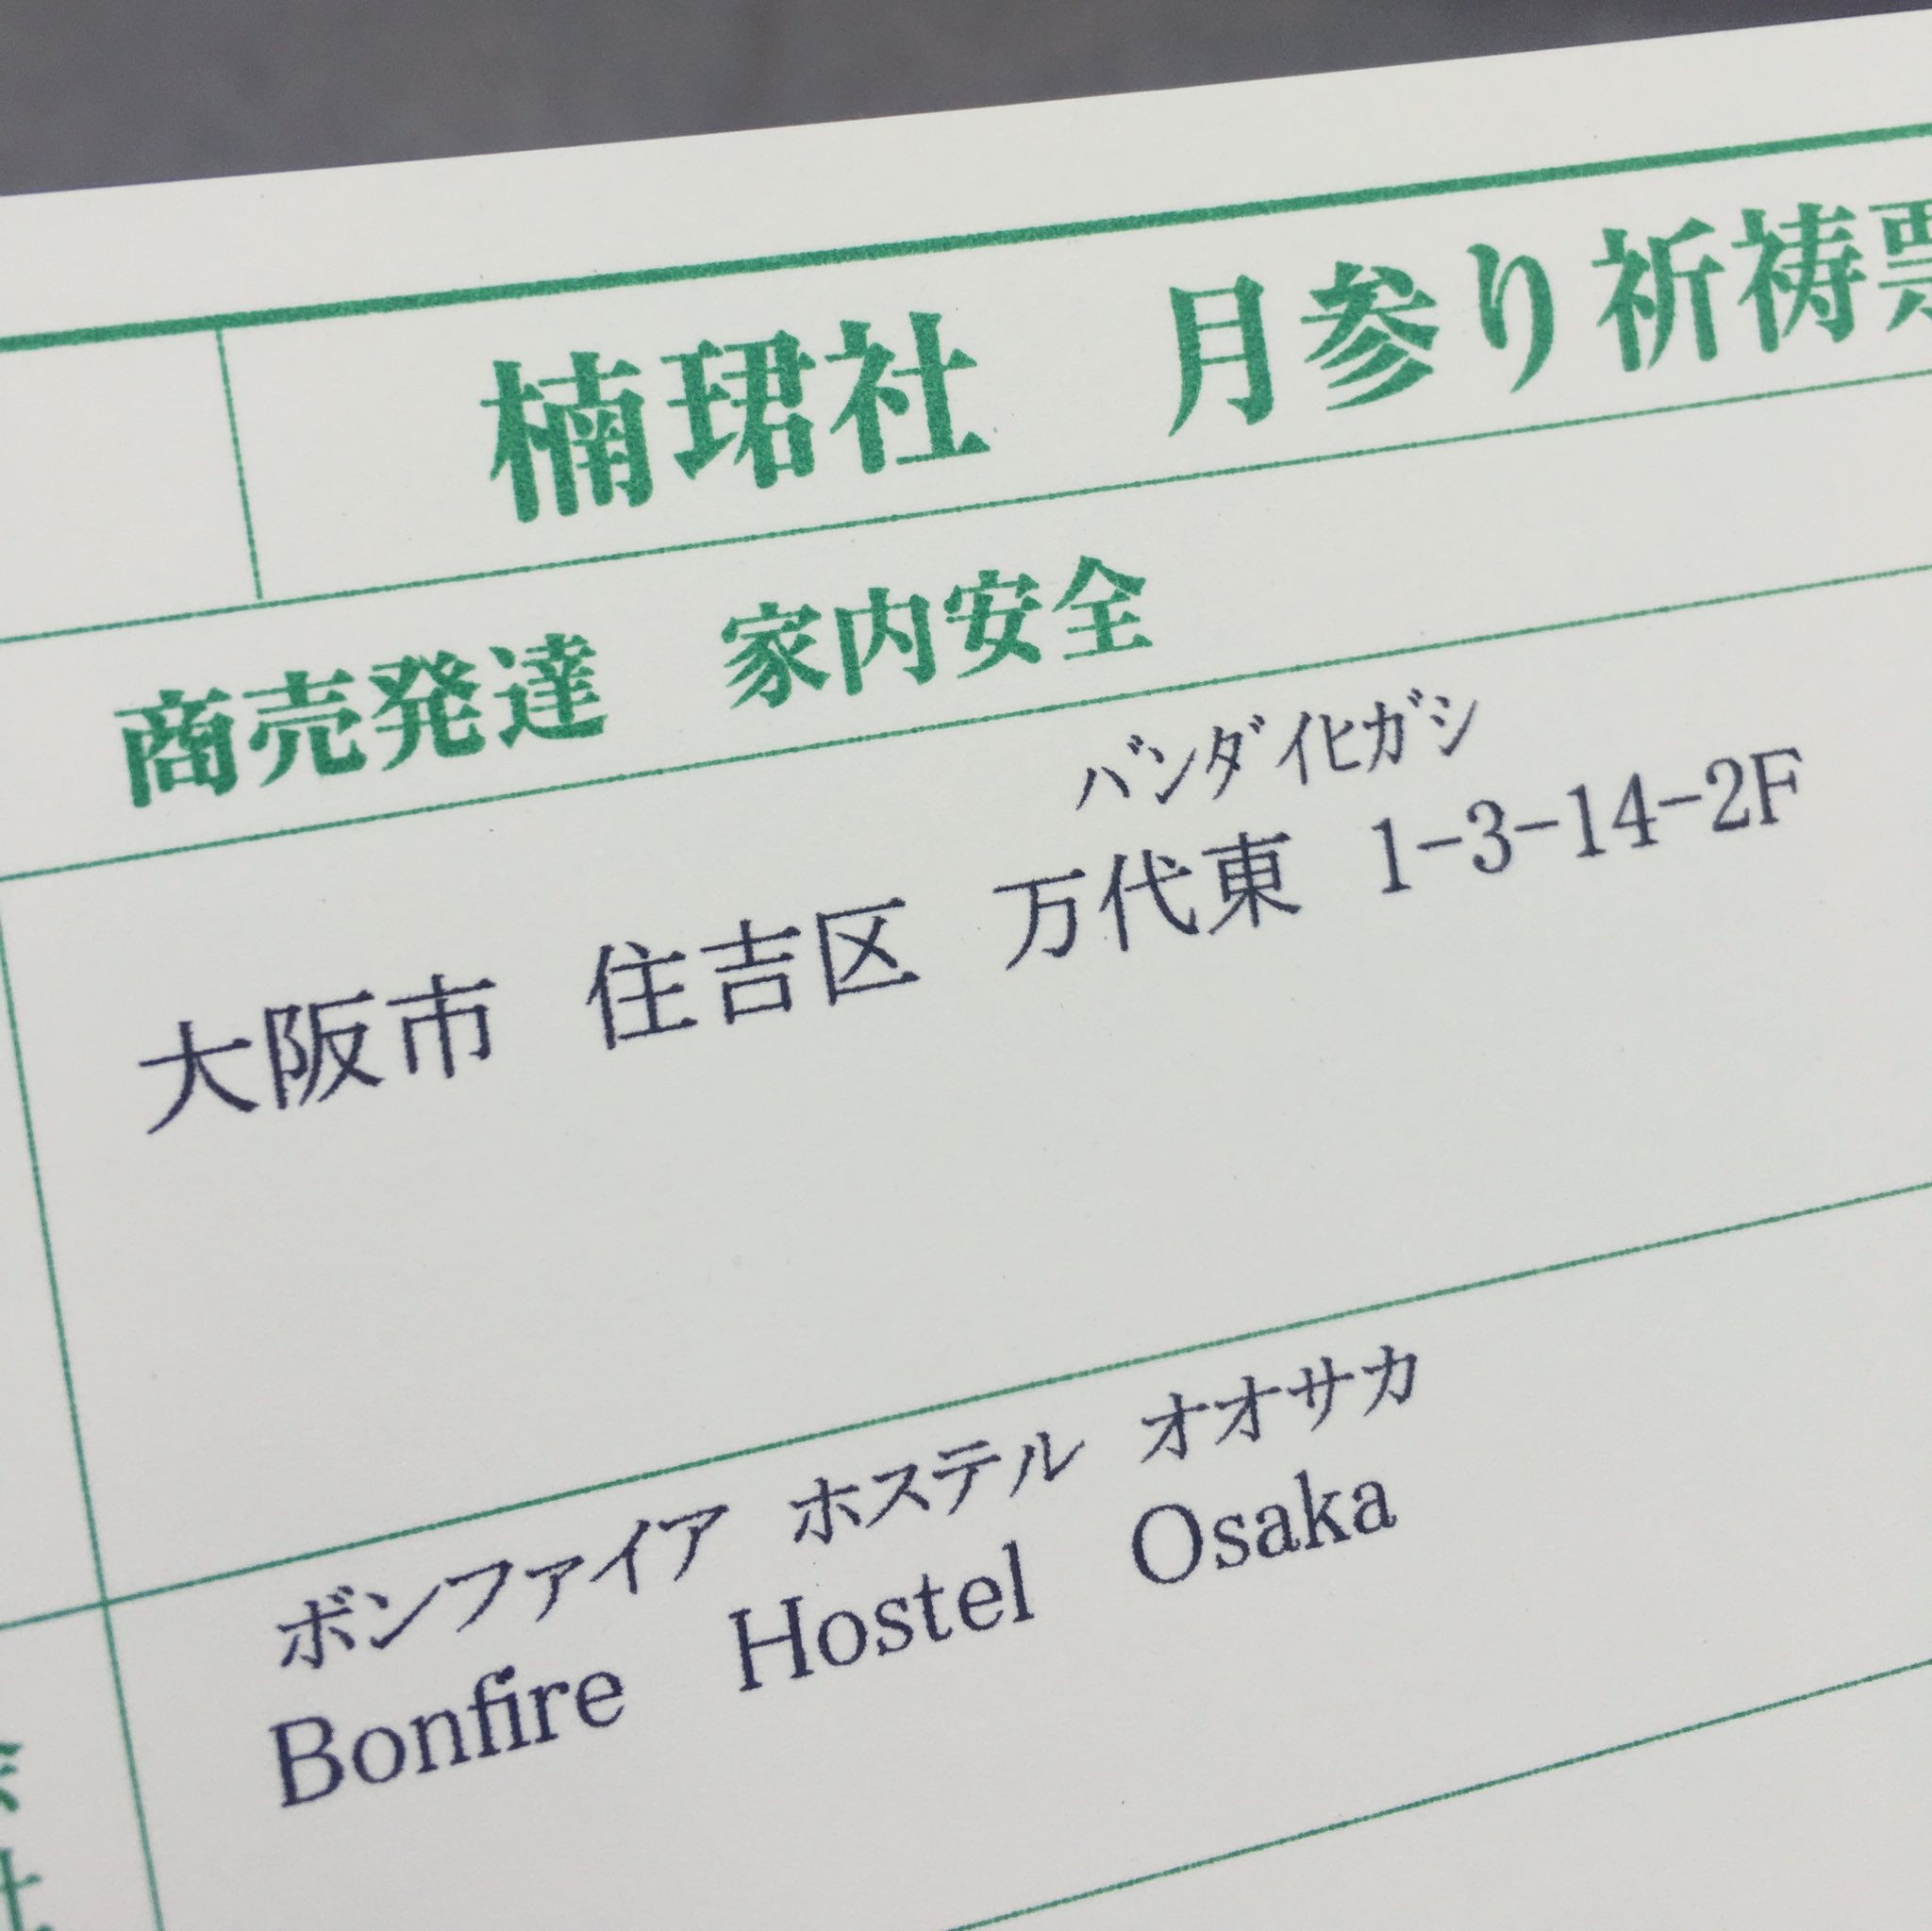 楠珺社　月参り祈祷票
商売発達　家内安全
バンダイヒガシ
大阪市　住吉区　万代東　1-3-14-2F
ボンファイア　ホステル　オオサカ
Bonfire　Hostel　Osaka